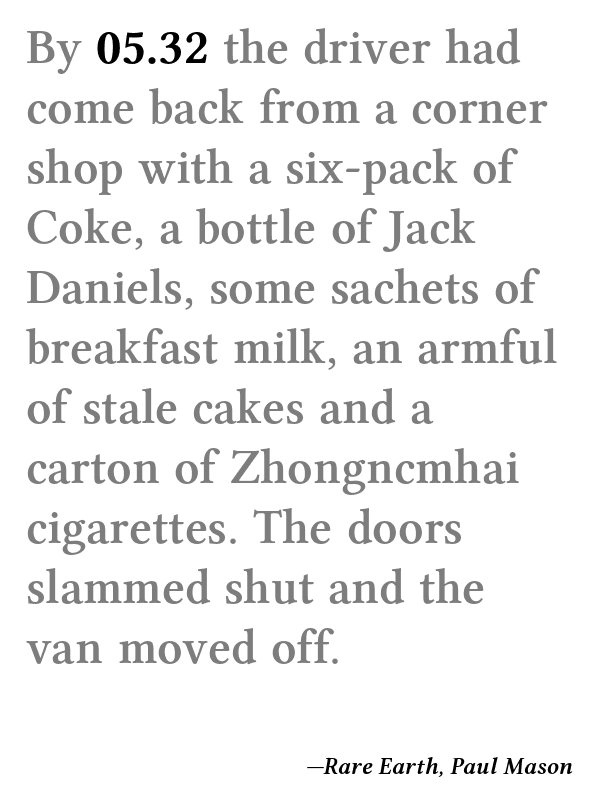 By 05.32 the driver had
come back from a corner
shop with a six-pack of
Coke, a bottle of Jack
Daniels, some sachets of
breakfast milk, an armful
of stale cakes and a
carton of Zhongncmhai
cigarettes. The doors
slammed shut and the
van moved off.
—Rare Earth, Paul Mason